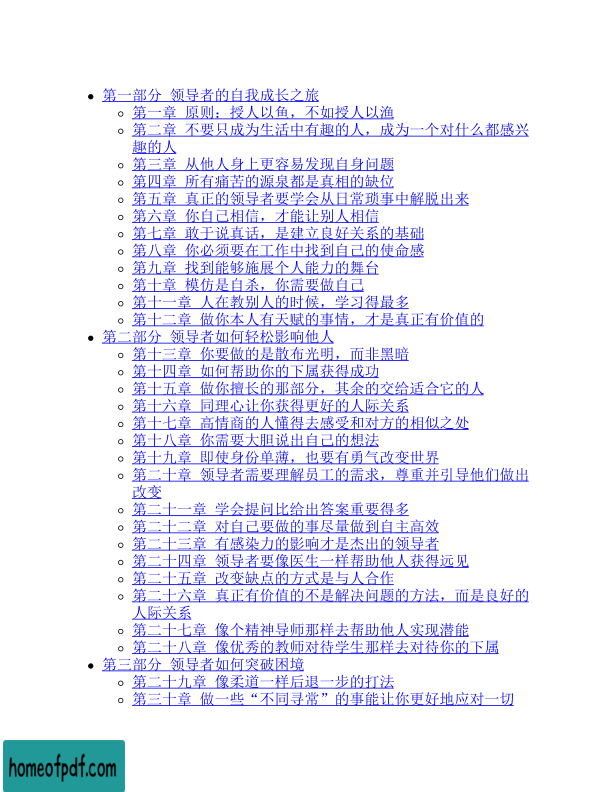 第一部分 领导者的自我成长之旅
第一章 原则：授人以鱼，不如授人以渔
第二章 不要只成为生活中有趣的人，成为一个对什么都感兴
趣的人
第三章 从他人身上更容易发现自身问题
第四章 所有痛苦的源泉都是真相的缺位
第五章 真正的领导者要学会从日常琐事中解脱出来
第六章 你自己相信，才能让别人相信
第七章 敢于说真话，是建立良好关系的基础
第八章 你必须要在工作中找到自己的使命感
第九章 找到能够施展个人能力的舞台
第十章 模仿是自杀，你需要做自己
第十一章 人在教别人的时候，学习得最多
第十二章 做你本人有天赋的事情，才是真正有价值的
第二部分 领导者如何轻松影响他人
第十三章 你要做的是散布光明，而非黑暗
第十四章 如何帮助你的下属获得成功
第十五章 做你擅长的那部分，其余的交给适合它的人
第十六章 同理心让你获得更好的人际关系
第十七章 高情商的人懂得去感受和对方的相似之处
第十八章 你需要大胆说出自己的想法
第十九章 即使身份单薄，也要有勇气改变世界
第二十章 领导者需要理解员工的需求，尊重并引导他们做出
改变
第二十一章 学会提问比给出答案重要得多
第二十二章 对自己要做的事尽量做到自主高效
第二十三章 有感染力的影响才是杰出的领导者
第二十四章 领导者要像医生一样帮助他人获得远见
第二十五章 改变缺点的方式是与人合作
第二十六章 真正有价值的不是解决问题的方法，而是良好的
人际关系
第二十七章 像个精神导师那样去帮助他人实现潜能
第二十八章 像优秀的教师对待学生那样去对待你的下属
第三部分 领导者如何突破困境
第二十九章 像柔道一样后退一步的打法
第三十章 做一些“不同寻常”的事能让你更好地应对一切
homeofpdf.com